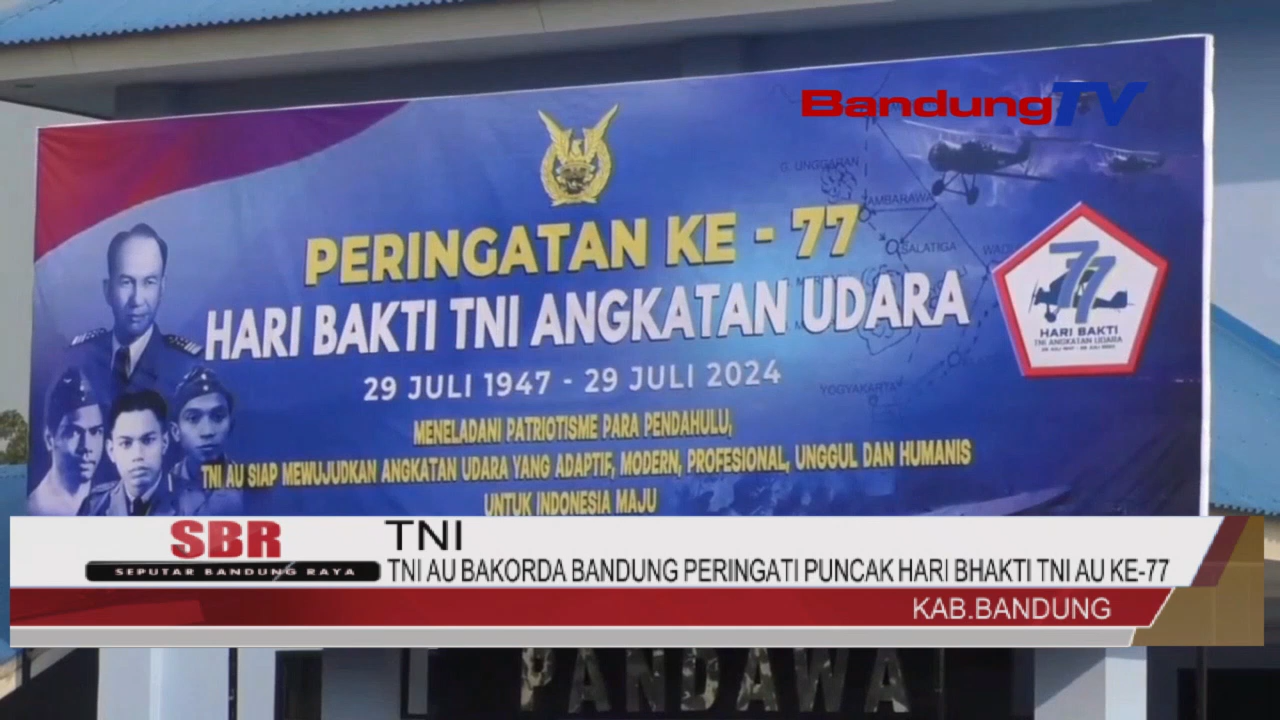 BandungTV
G. UNGGARAN
AMBARAWA
SALATIGA
PERINGATAN KE - 77
HARI BAKTI TNI ANGKATAN UDARA
29 JULI 1947 - 29 JULI 2024
YOGYAKARTA
77
HARI BAKTI
TNI ANGKATAN UDARA
MENELADANI PATRIOTISME PARA PENDAHULU,
TNI AU SIAP MEWUJUDKAN ANGKATAN UDARA YANG ADAPTIF, MODERN, PROFESIONAL, UNGGUL DAN HUMANIS
UNTUK INDONESIA MAJU
SBR
SEPUTAR BANDUNG RAYA
TNI
TNI AU BAKORDA BANDUNG PERINGATI PUNCAK HARI BHAKTI TNI AU KE-77
KAB.BANDUNG
PANDAWA